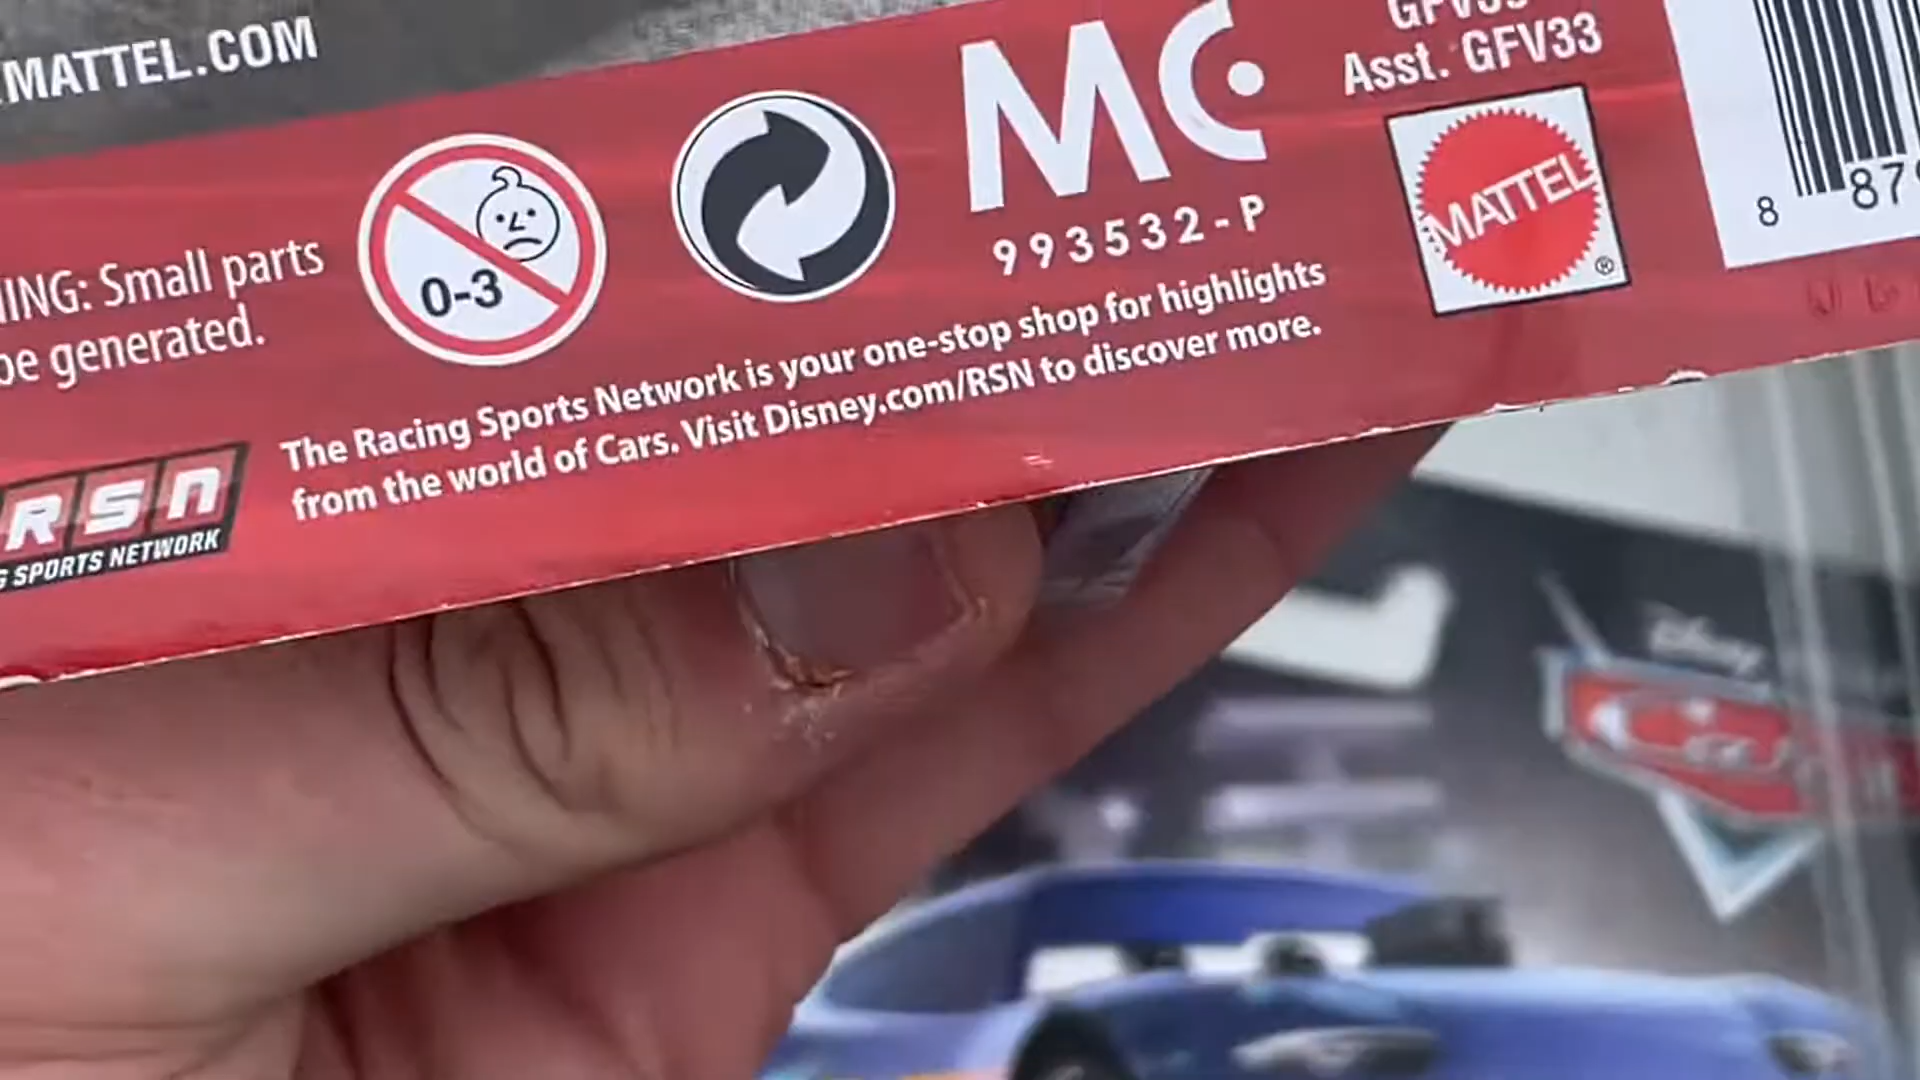 MATTEL.COM
Asst. GFV33
MC
993532-P
MATTEL
®
8
87
ING: Small parts
be generated.
0-3
The Racing Sports Network is your one-stop shop for highlights
from the world of Cars. Visit Disney.com/RSN to discover more.
RSN
SPORTS NETWORK
Disney
Cars